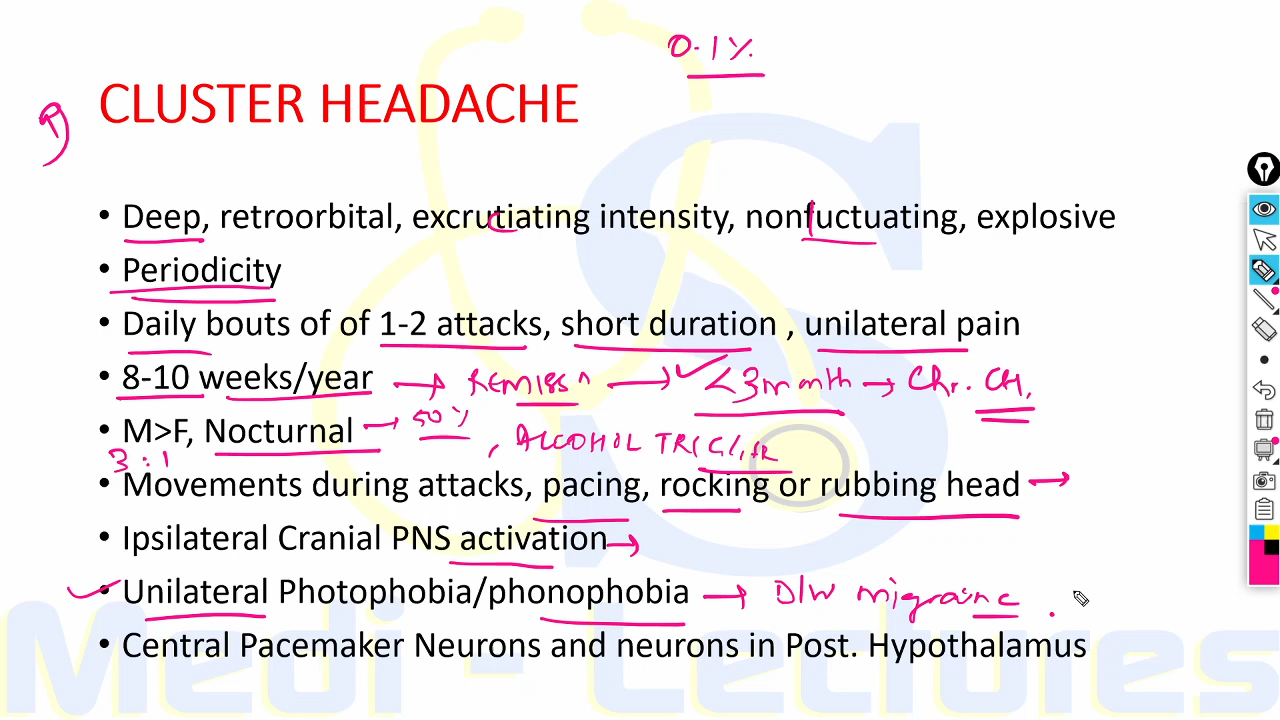 0.1%
CLUSTER HEADACHE
• Deep, retroorbital, excrutiating intensity, nonfuctuating, explosive
• Periodicity
• Daily bouts of of 1-2 attacks, short duration , unilateral pain
• 8-10 weeks/year → Remissn → ✓ <3 month → Chr. CH,
• M>F, Nocturnal → 50% , ALCOHOL TRIGGER
3:1
• Movements during attacks, pacing, rocking or rubbing head →
• Ipsilateral Cranial PNS activation →
• Unilateral Photophobia/phonophobia → D/W migraine .
• Central Pacemaker Neurons and neurons in Post. Hypothalamus
Medi - Lectures